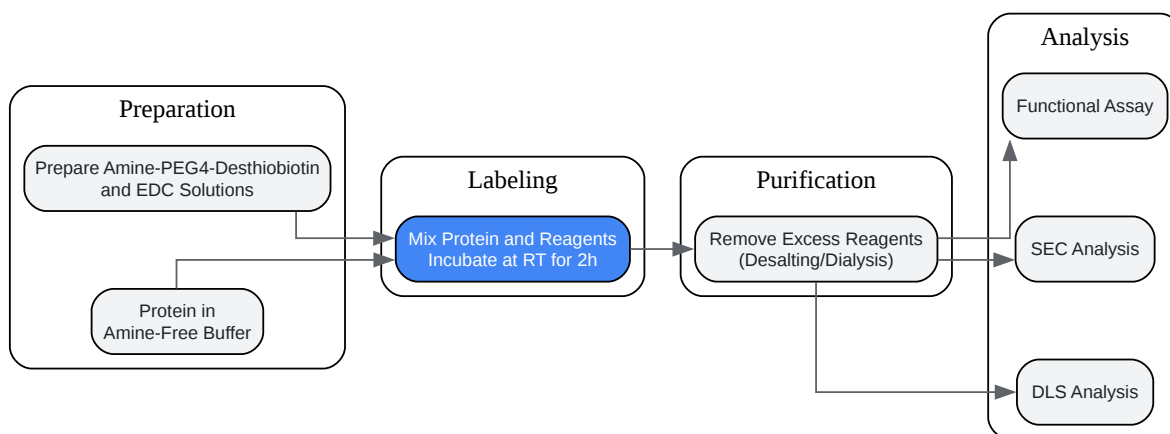 Preparation
Prepare Amine-PEG4-Desthiobiotin
and EDC Solutions
Protein in
Amine-Free Buffer
Labeling
Mix Protein and Reagents
Incubate at RT for 2h
Purification
Remove Excess Reagents
(Desalting/Dialysis)
Analysis
Functional Assay
SEC Analysis
DLS Analysis